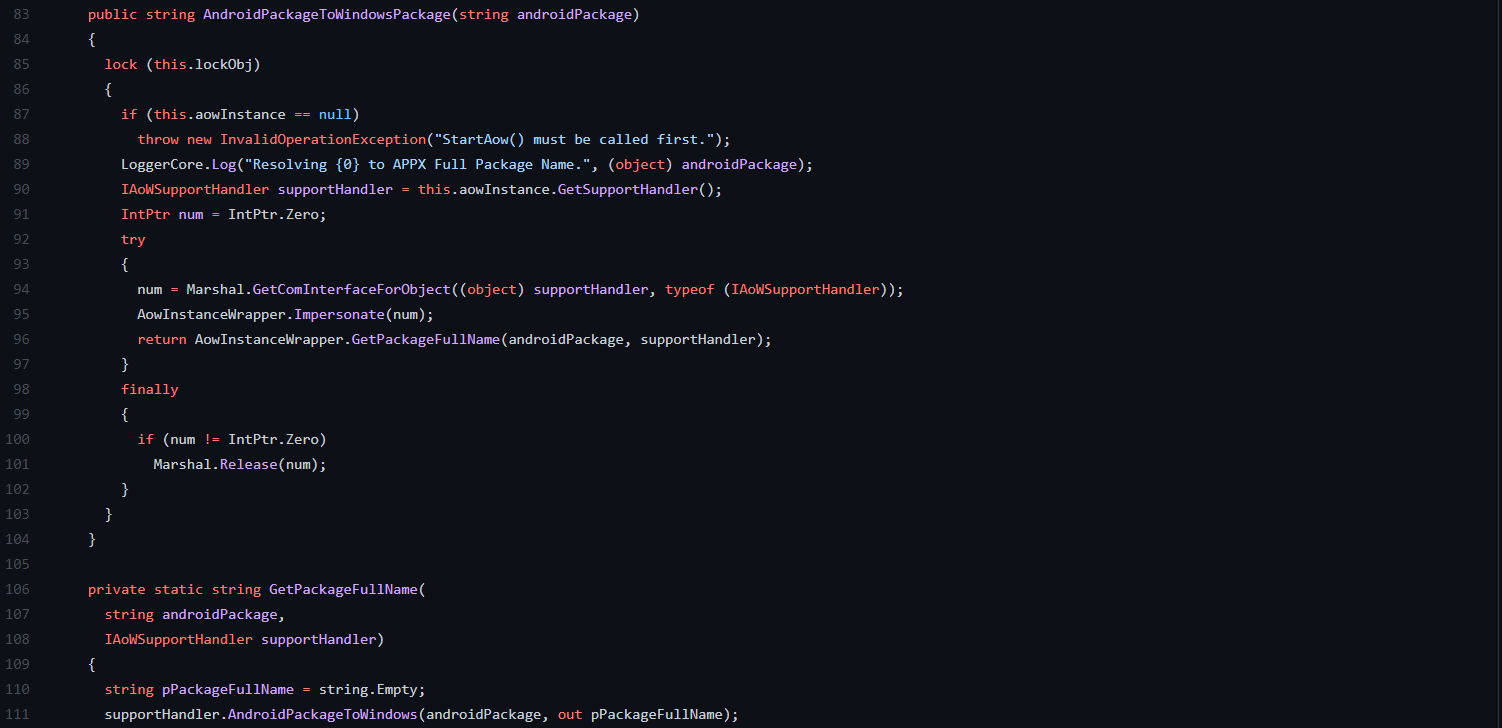 83 public string AndroidPackageToWindowsPackage(string androidPackage)
84 {
85 lock (this.lockObj)
86 {
87 if (this.aowInstance == null)
88 throw new InvalidOperationException("StartAow() must be called first.");
89 LoggerCore.Log("Resolving {0} to APPX Full Package Name.", (object) androidPackage);
90 IAoWSupportHandler supportHandler = this.aowInstance.GetSupportHandler();
91 IntPtr num = IntPtr.Zero;
92 try
93 {
94 num = Marshal.GetComInterfaceForObject((object) supportHandler, typeof (IAoWSupportHandler));
95 AowInstanceWrapper.Impersonate(num);
96 return AowInstanceWrapper.GetPackageFullName(androidPackage, supportHandler);
97 }
98 finally
99 {
100 if (num != IntPtr.Zero)
101 Marshal.Release(num);
102 }
103 }
104 }
105
106 private static string GetPackageFullName(
107 string androidPackage,
108 IAoWSupportHandler supportHandler)
109 {
110 string pPackageFullName = string.Empty;
111 supportHandler.AndroidPackageToWindows(androidPackage, out pPackageFullName);